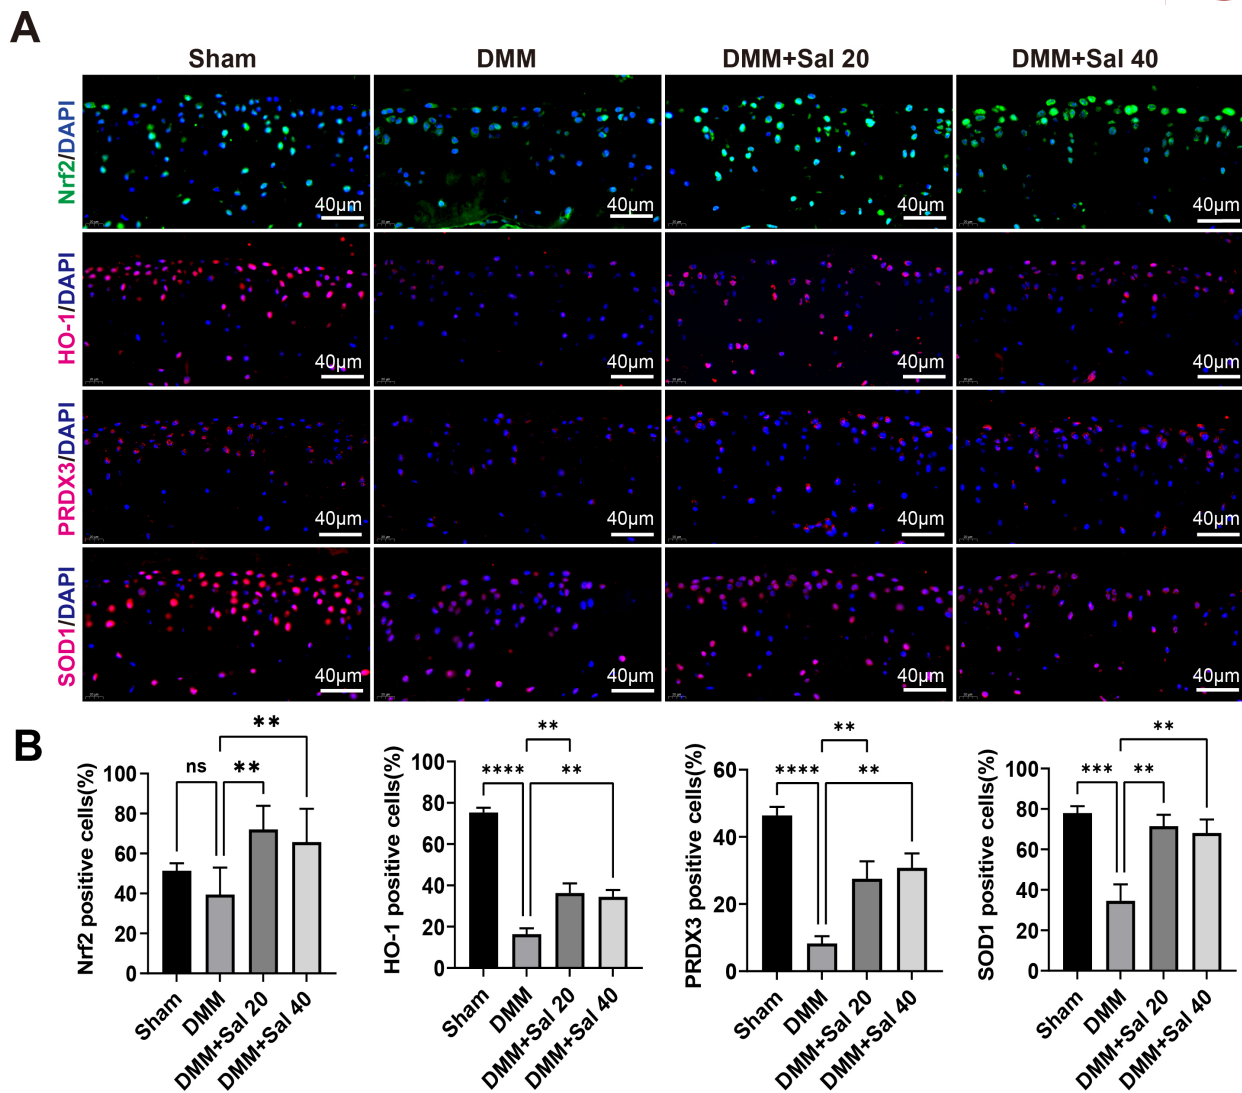 A
Sham DMM DMM+Sal 20 DMM+Sal 40
Nrf2/DAPI
40μm 40μm 40μm 40μm
HO-1/DAPI
40μm 40μm 40μm 40μm
PRDX3/DAPI
40μm 40μm 40μm 40μm
SOD1/DAPI
40μm 40μm 40μm 40μm
B
Nrf2 positive cells(%)
100
80
60
40
20
0
ns ** **
Sham DMM DMM+Sal 20 DMM+Sal 40
HO-1 positive cells(%)
100
80
60
40
20
0
**** ** **
Sham DMM DMM+Sal 20 DMM+Sal 40
PRDX3 positive cells(%)
60
40
20
0
**** ** **
Sham DMM DMM+Sal 20 DMM+Sal 40
SOD1 positive cells(%)
100
80
60
40
20
0
*** ** **
Sham DMM DMM+Sal 20 DMM+Sal 40